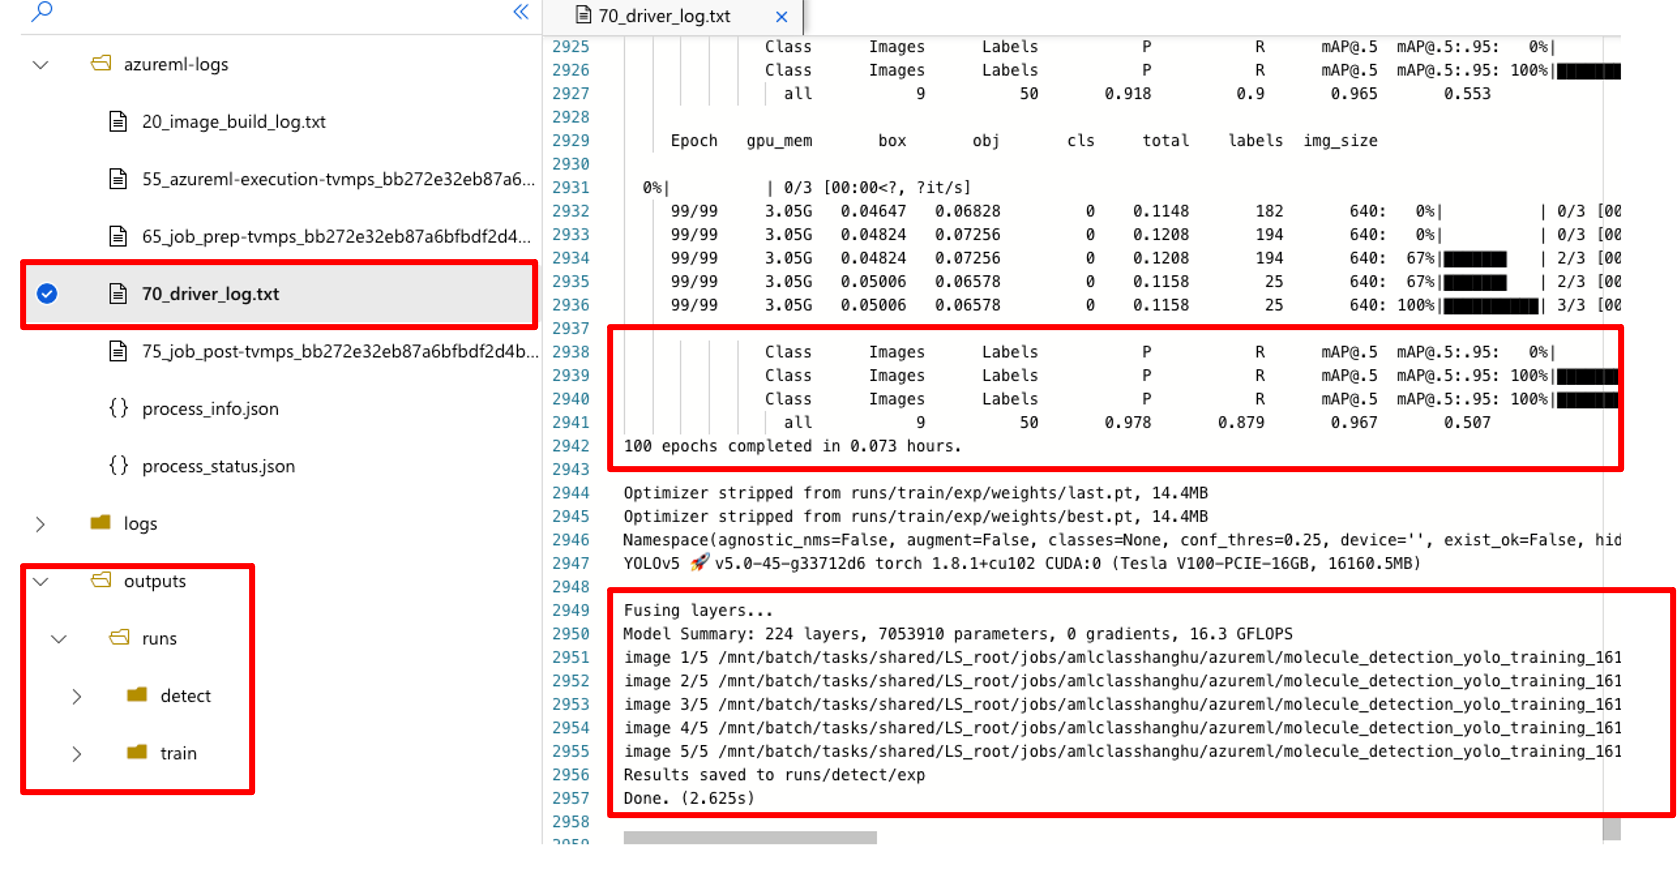 azureml-logs
20_image_build_log.txt
55_azureml-execution-tvmps_bb272e32eb87a6...
65_job_prep-tvmps_bb272e32eb87a6bfbdf2d4...
70_driver_log.txt
75_job_post-tvmps_bb272e32eb87a6bfbdf2d4b...
{} process_info.json
{} process_status.json
logs
outputs
runs
detect
train
70_driver_log.txt ×
2925 Class Images Labels P R mAP@.5 mAP@.5:.95: 0%|
2926 Class Images Labels P R mAP@.5 mAP@.5:.95: 100%|
2927 all 9 50 0.918 0.9 0.965 0.553
2928
2929 Epoch gpu_mem box obj cls total labels img_size
2930
2931 0%| | 0/3 [00:00<?, ?it/s]
2932 99/99 3.05G 0.04647 0.06828 0 0.1148 182 640: 0%| | 0/3 [00
2933 99/99 3.05G 0.04824 0.07256 0 0.1208 194 640: 0%| | 0/3 [00
2934 99/99 3.05G 0.04824 0.07256 0 0.1208 194 640: 67%| | 2/3 [00
2935 99/99 3.05G 0.05006 0.06578 0 0.1158 25 640: 67%| | 2/3 [00
2936 99/99 3.05G 0.05006 0.06578 0 0.1158 25 640: 100%| | 3/3 [00
2937
2938 Class Images Labels P R mAP@.5 mAP@.5:.95: 0%|
2939 Class Images Labels P R mAP@.5 mAP@.5:.95: 100%|
2940 Class Images Labels P R mAP@.5 mAP@.5:.95: 100%|
2941 all 9 50 0.978 0.879 0.967 0.507
2942 100 epochs completed in 0.073 hours.
2943
2944 Optimizer stripped from runs/train/exp/weights/last.pt, 14.4MB
2945 Optimizer stripped from runs/train/exp/weights/best.pt, 14.4MB
2946 Namespace(agnostic_nms=False, augment=False, classes=None, conf_thres=0.25, device='', exist_ok=False, hid
2947 YOLOv5 🚀 v5.0-45-g33712d6 torch 1.8.1+cu102 CUDA:0 (Tesla V100-PCIE-16GB, 16160.5MB)
2948
2949 Fusing layers...
2950 Model Summary: 224 layers, 7053910 parameters, 0 gradients, 16.3 GFLOPS
2951 image 1/5 /mnt/batch/tasks/shared/LS_root/jobs/amlclasshanghu/azureml/molecule_detection_yolo_training_161
2952 image 2/5 /mnt/batch/tasks/shared/LS_root/jobs/amlclasshanghu/azureml/molecule_detection_yolo_training_161
2953 image 3/5 /mnt/batch/tasks/shared/LS_root/jobs/amlclasshanghu/azureml/molecule_detection_yolo_training_161
2954 image 4/5 /mnt/batch/tasks/shared/LS_root/jobs/amlclasshanghu/azureml/molecule_detection_yolo_training_161
2955 image 5/5 /mnt/batch/tasks/shared/LS_root/jobs/amlclasshanghu/azureml/molecule_detection_yolo_training_161
2956 Results saved to runs/detect/exp
2957 Done. (2.625s)
2958